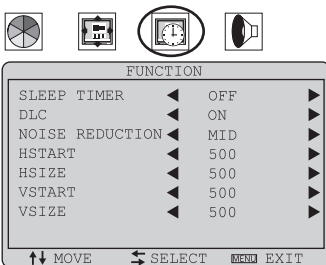 FUNCTION
SLEEP TIMER ◀ OFF ▶
DLC ◀ ON ▶
NOISE REDUCTION ◀ MID ▶
HSTART ◀ 500 ▶
HSIZE ◀ 500 ▶
VSTART ◀ 500 ▶
VSIZE ◀ 500 ▶
MOVE SELECT MENU EXIT